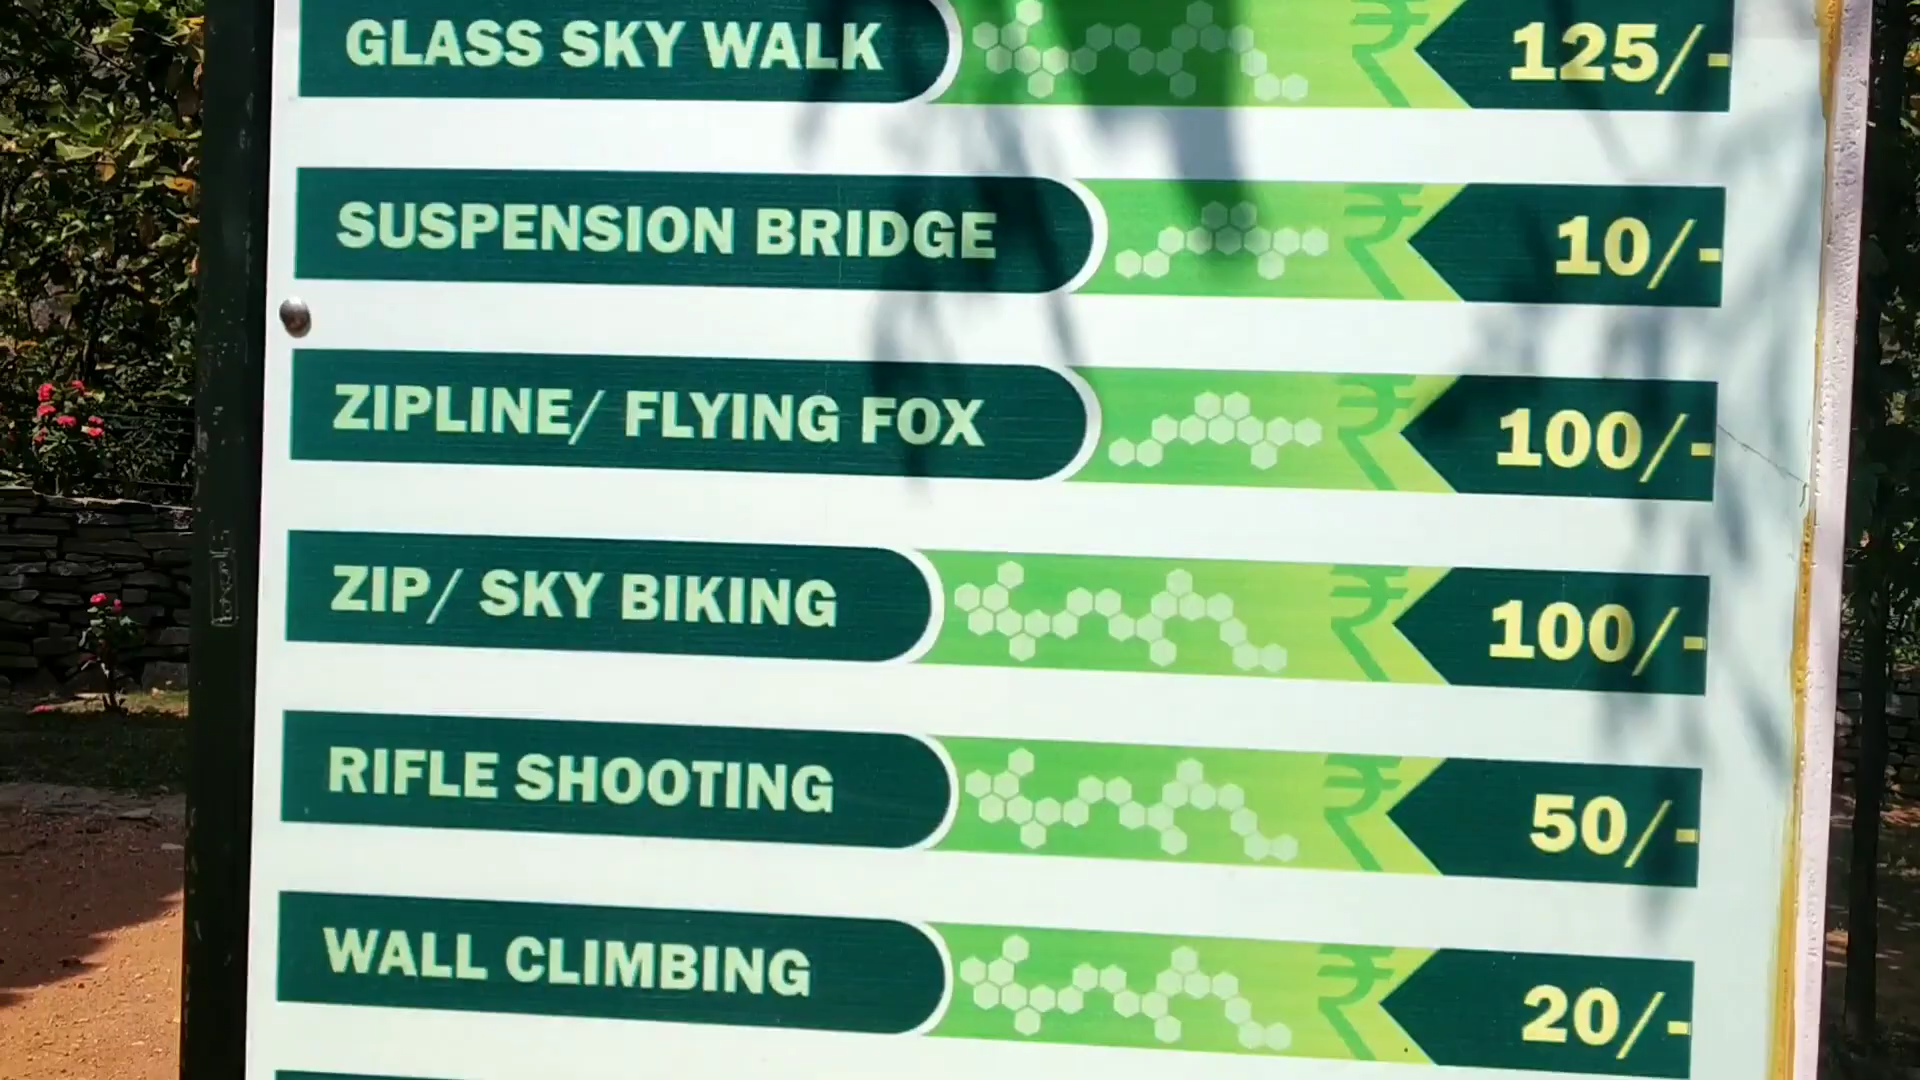 GLASS SKY WALK ₹ 125/-
SUSPENSION BRIDGE ₹ 10/-
ZIPLINE/ FLYING FOX ₹ 100/-
ZIP/ SKY BIKING ₹ 100/-
RIFLE SHOOTING ₹ 50/-
WALL CLIMBING ₹ 20/-